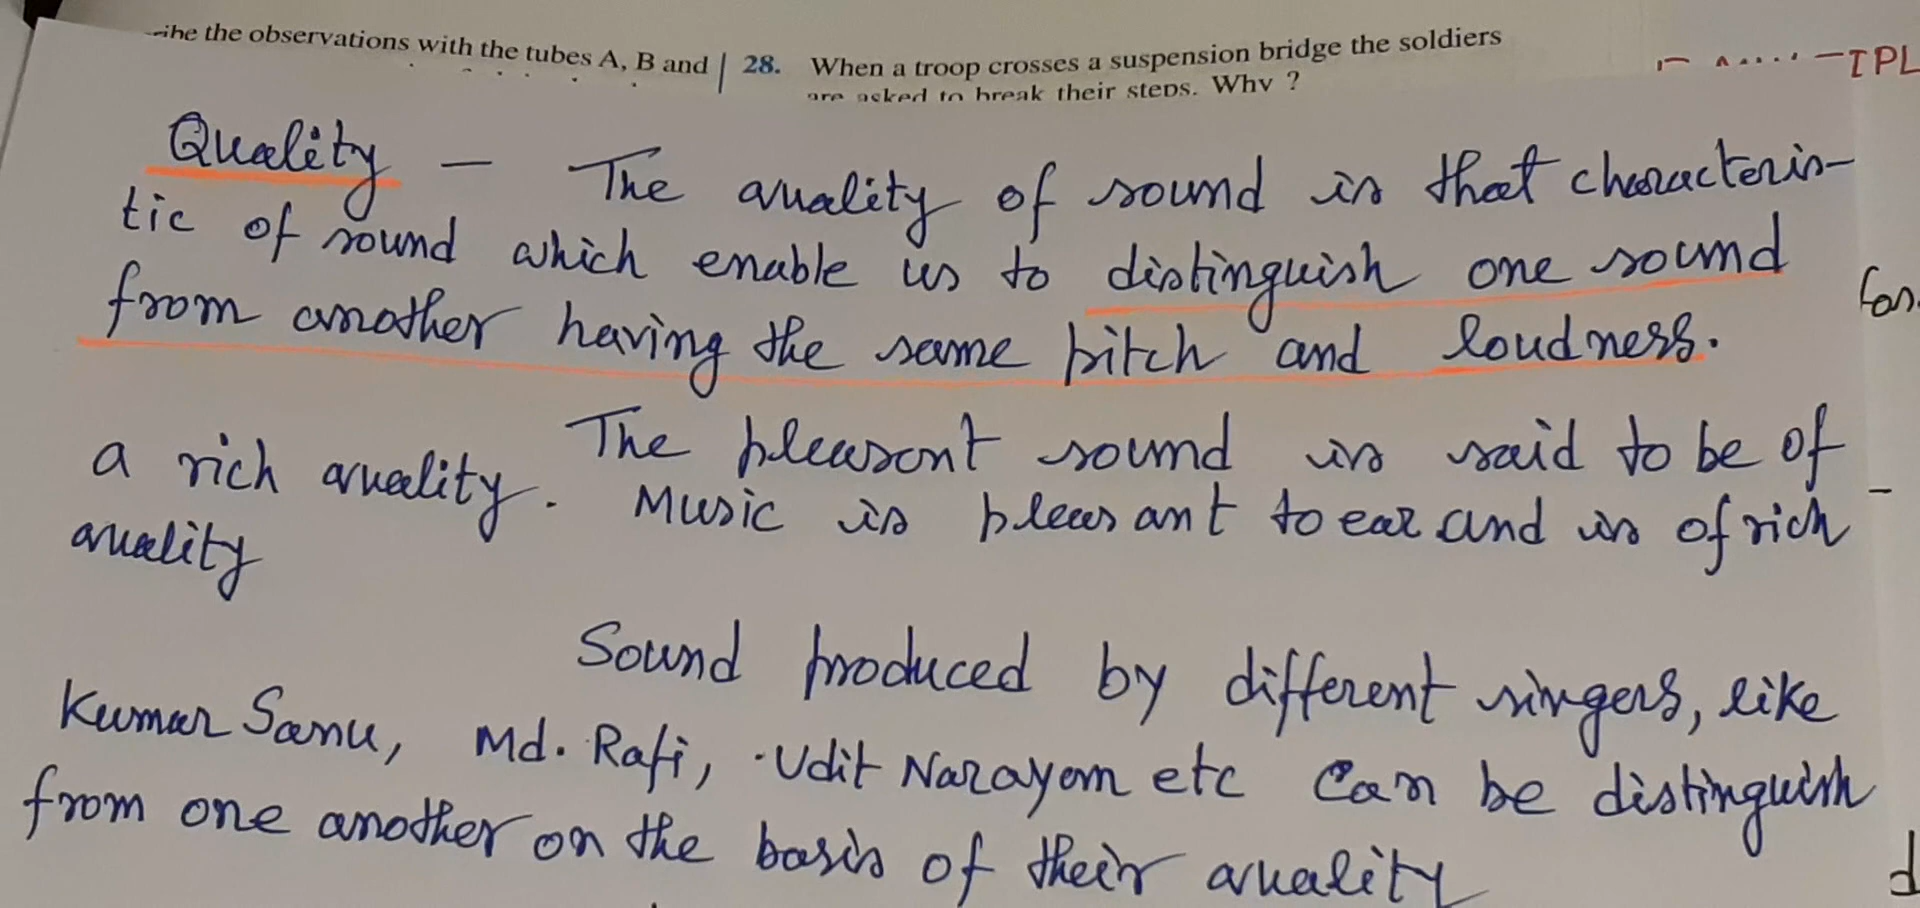 the observations with the tubes A, B and
28. When a troop crosses a suspension bridge the soldiers
are asked to break their steps. Why ?
IPL
Quality - The quality of sound is that characteris-
tic of sound which enable us to distinguish one sound
from another having the same pitch and loudness.
The pleasont sound is said to be of
a rich quality. Music is pleasant to ear and is of rich
quality
Sound produced by different singers, like
Kumar Sanu, Md. Rafi, Udit Narayan etc Can be distinguish
from one another on the basis of their quality